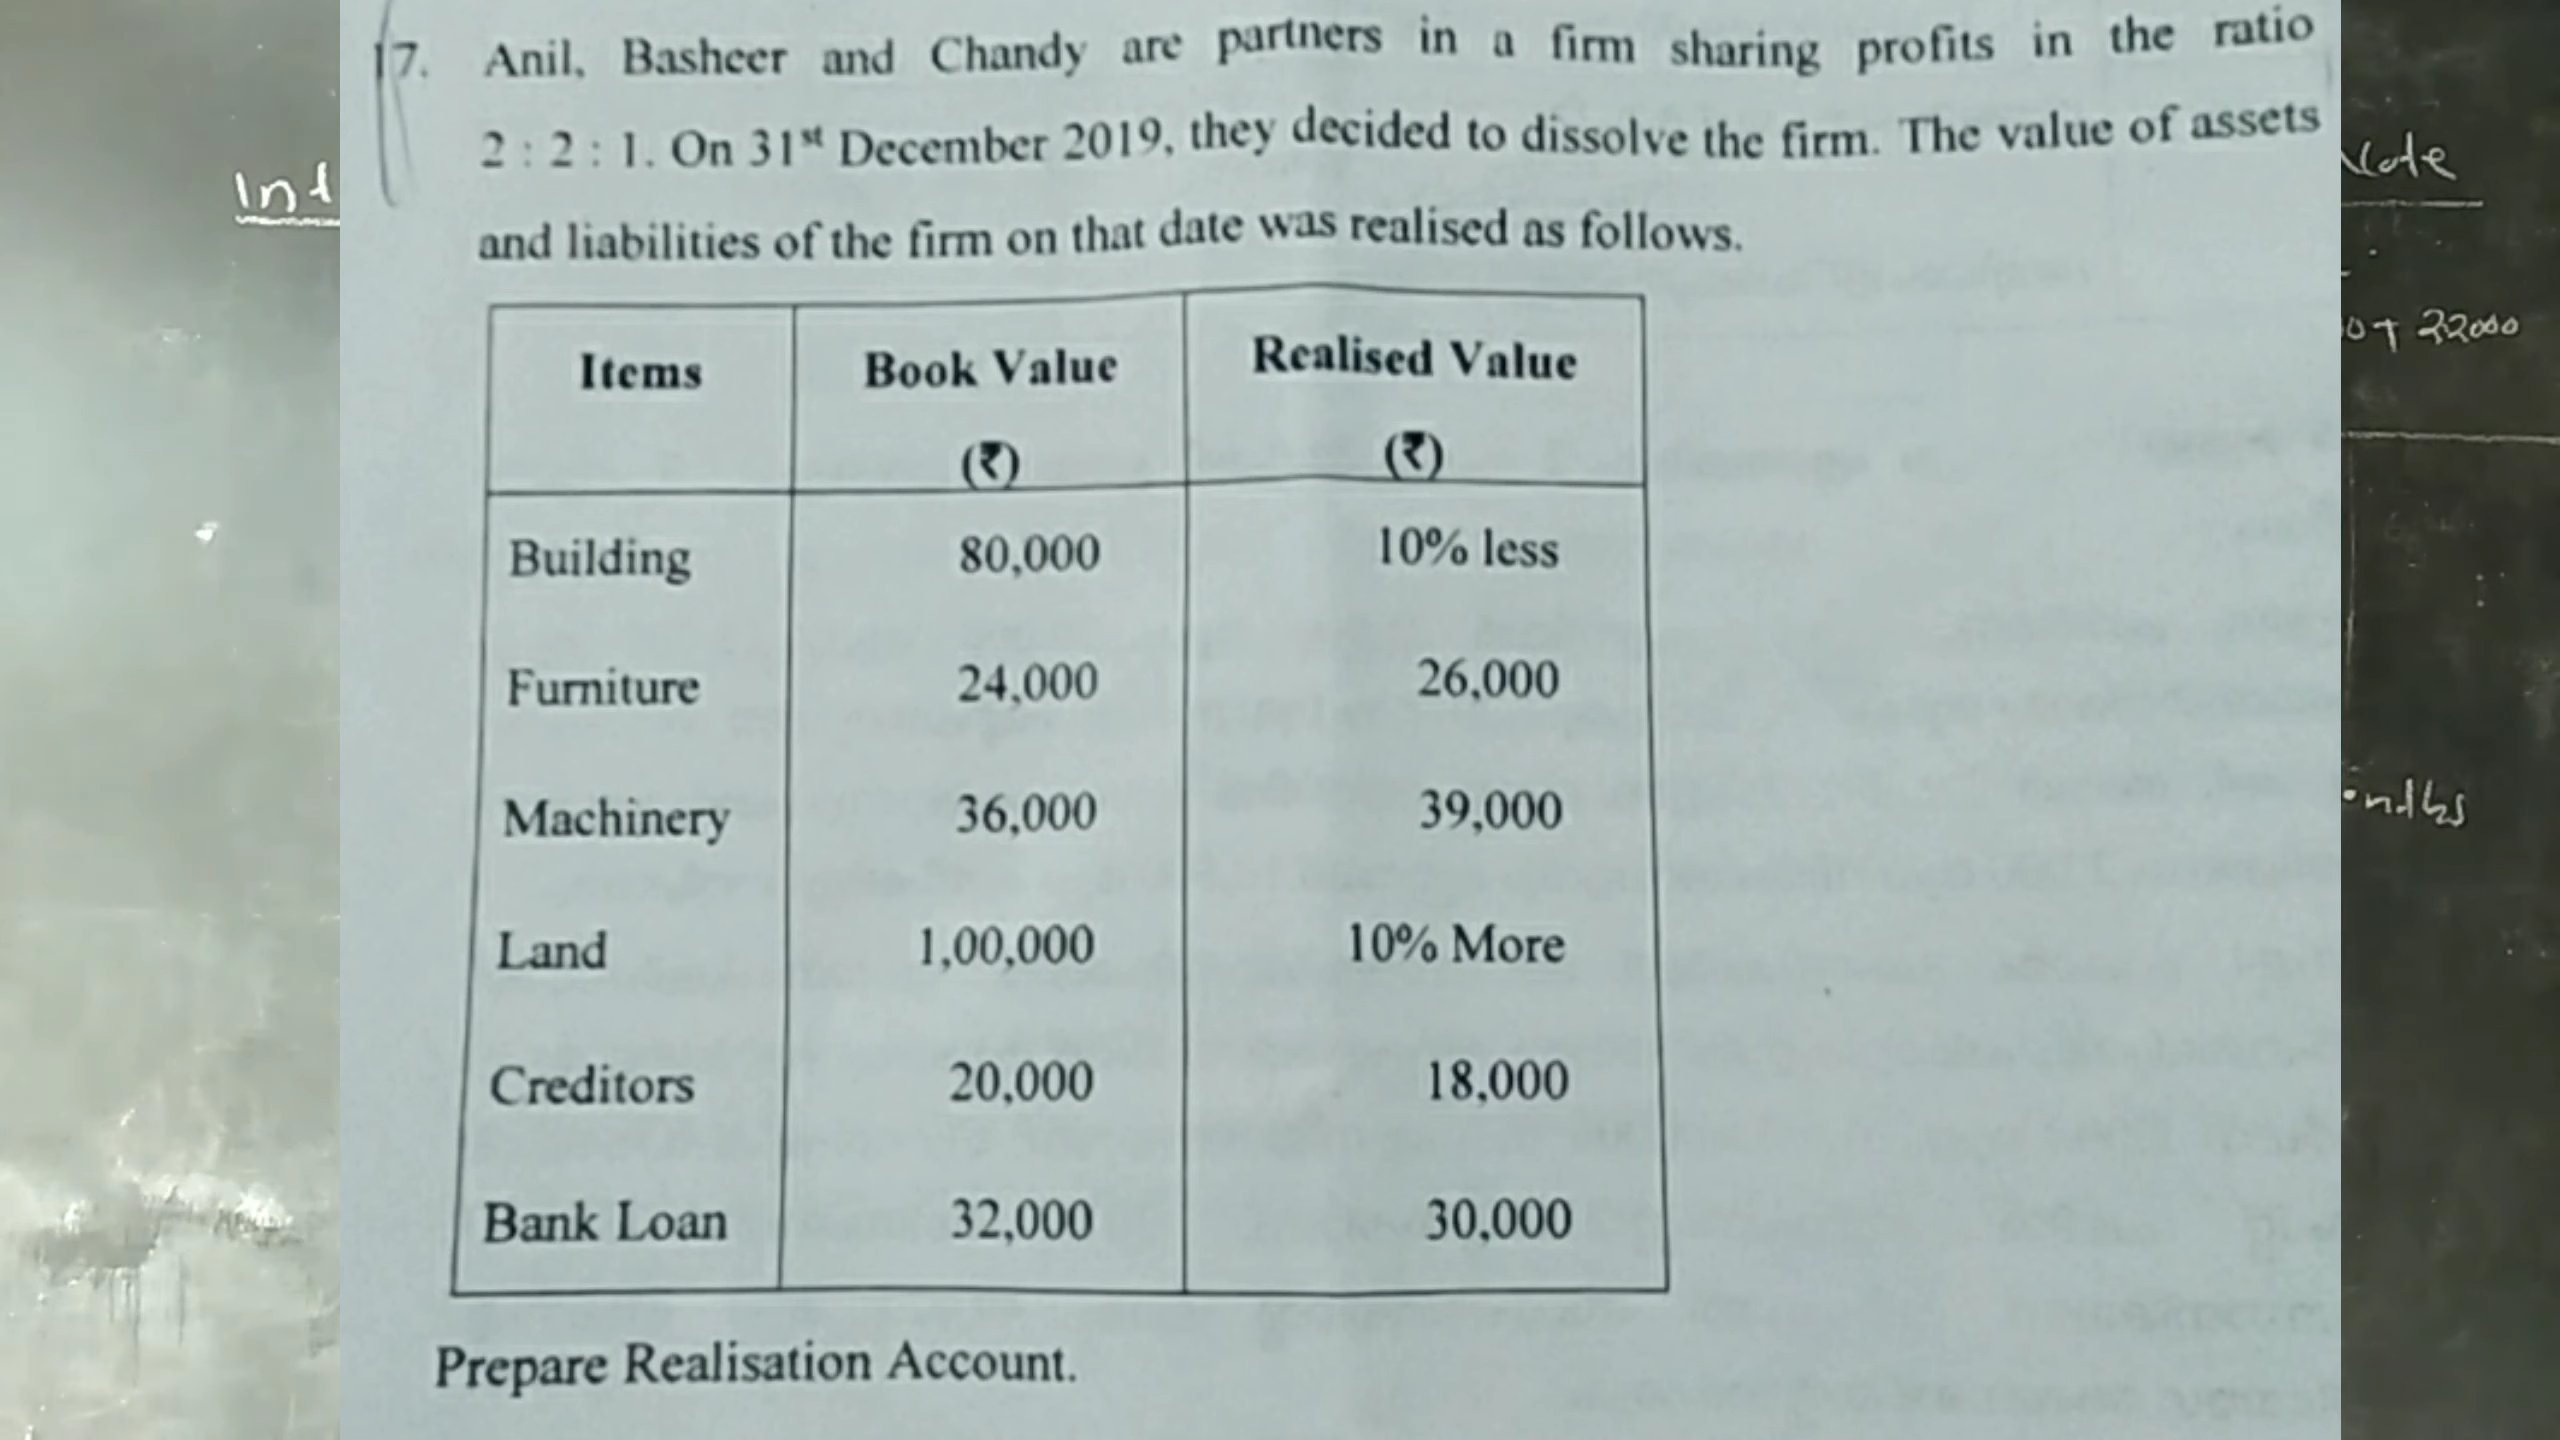 17. Anil, Basheer and Chandy are partners in a firm sharing profits in the ratio
2 : 2 : 1. On 31st December 2019, they decided to dissolve the firm. The value of assets
and liabilities of the firm on that date was realised as follows.
Items Book Value (₹) Realised Value (₹)
Building 80,000 10% less
Furniture 24,000 26,000
Machinery 36,000 39,000
Land 1,00,000 10% More
Creditors 20,000 18,000
Bank Loan 32,000 30,000
Prepare Realisation Account.
Int
Note
0+ 22000